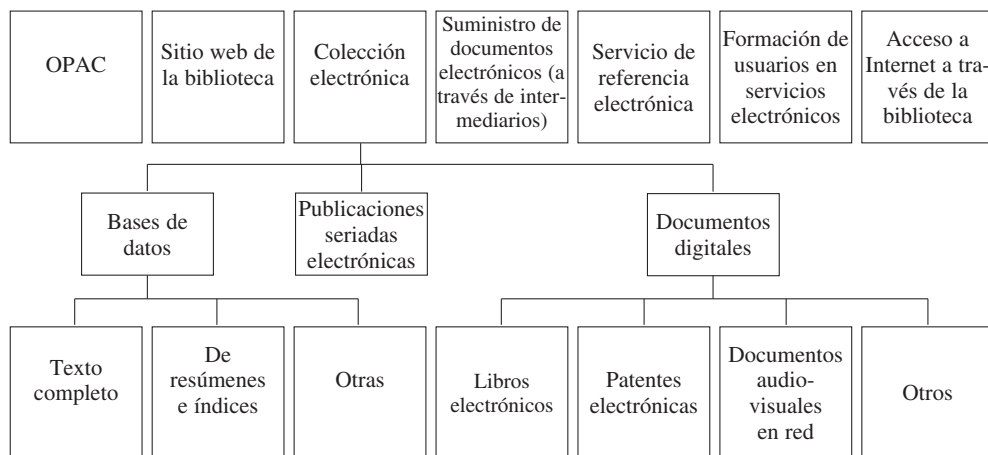 OPAC
Sitio web de
la biblioteca
Colección
electrónica
Suministro de
documentos
electrónicos (a
través de inter-
mediarios)
Servicio de
referencia
electrónica
Formación de
usuarios en
servicios
electrónicos
Acceso a
Internet a tra-
vés de la
biblioteca
Bases de
datos
Publicaciones
seriadas
electrónicas
Documentos
digitales
Texto
completo
De
resúmenes
e índices
Otras
Libros
electrónicos
Patentes
electrónicas
Documentos
audio-
visuales
en red
Otros